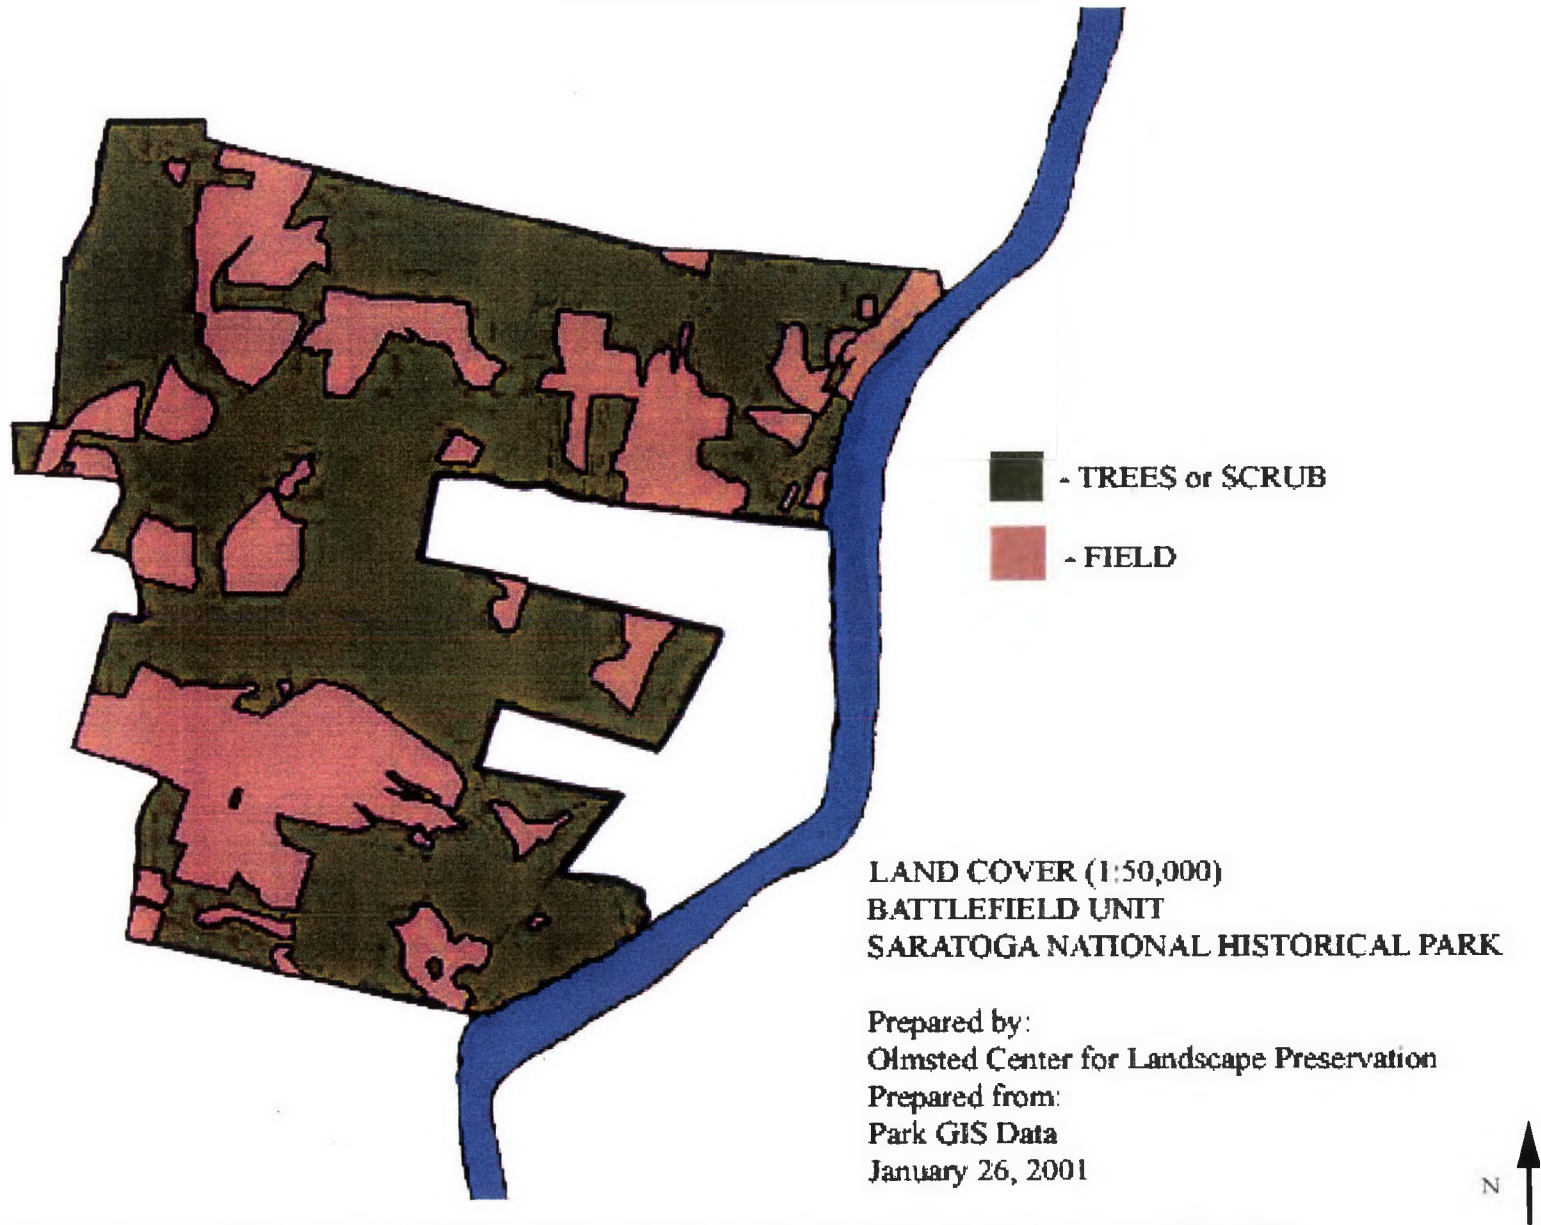 - TREES or SCRUB
- FIELD
LAND COVER (1:50,000)
BATTLEFIELD UNIT
SARATOGA NATIONAL HISTORICAL PARK
Prepared by:
Olmsted Center for Landscape Preservation
Prepared from:
Park GIS Data
January 26, 2001
N